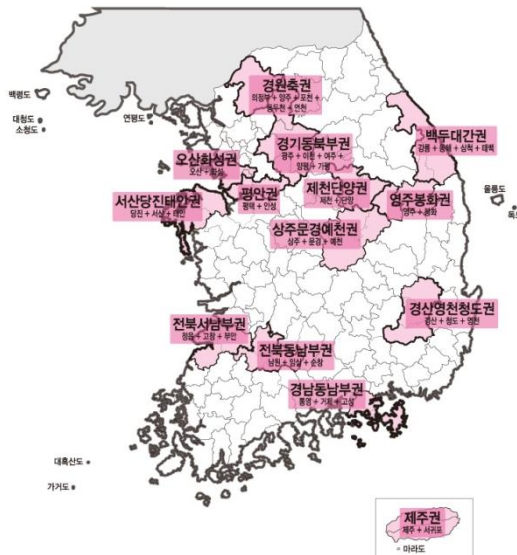 경원축권
의정부 + 양주 + 포천 +
동두천 + 연천
백령도
대청도
소청도
연평도
경기동북부권
광주 + 이천 + 여주 +
양평 + 가평
백두대간권
강릉 + 동해 + 삼척 + 태백
오산화성권
오산 + 화성
울릉도
독도
서산당진태안권
당진 + 서산 + 태안
평안권
평택 + 안성
제천단양권
제천 + 단양
영주봉화권
영주 + 봉화
상주문경예천권
상주 + 문경 + 예천
경산영천청도권
경산 + 청도 + 영천
전북서남부권
정읍 + 고창 + 부안
전북동남부권
남원 + 임실 + 순창
경남동남부권
통영 + 거제 + 고성
대흑산도
가거도
제주권
제주 + 서귀포
마라도